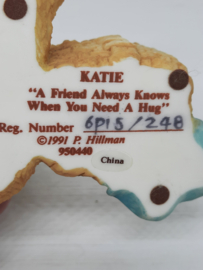 KATIE
"A Friend Always Knows
When You Need A Hug"
Reg. Number 6P15/248
©1991 P. Hillman
950440
China